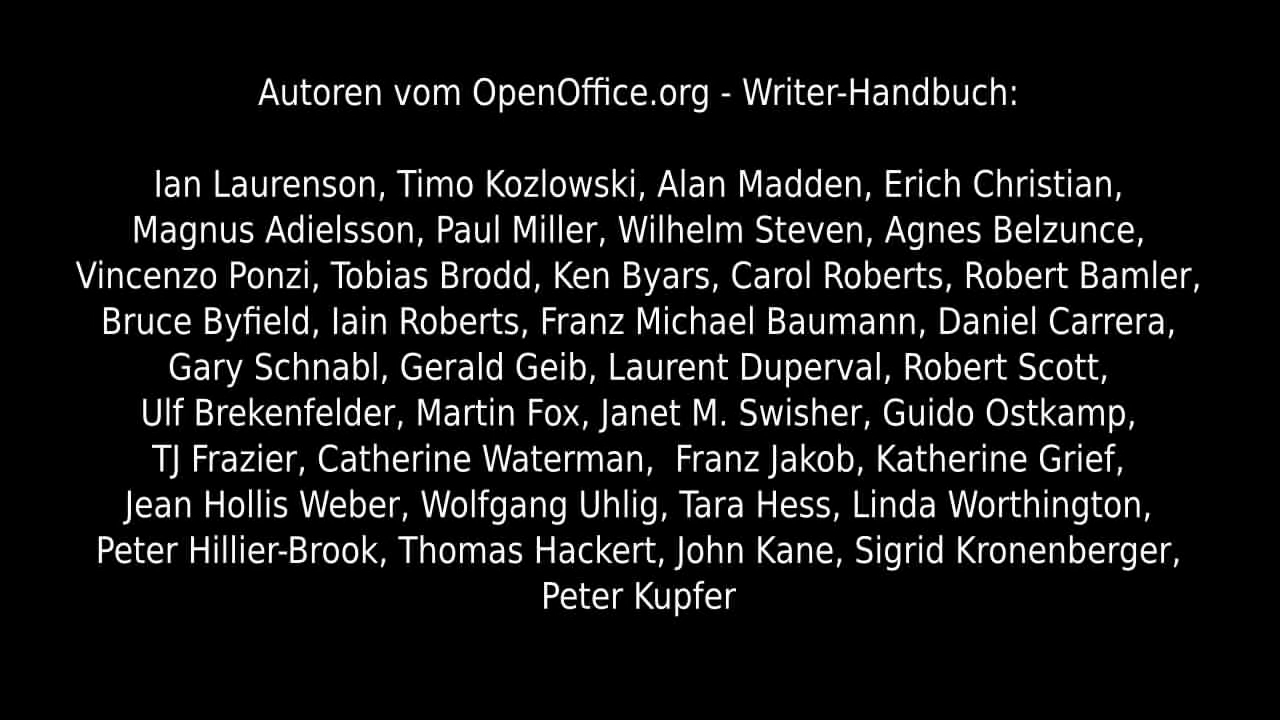 Autoren vom OpenOffice.org - Writer-Handbuch:
Ian Laurenson, Timo Kozlowski, Alan Madden, Erich Christian,
Magnus Adielsson, Paul Miller, Wilhelm Steven, Agnes Belzunce,
Vincenzo Ponzi, Tobias Brodd, Ken Byars, Carol Roberts, Robert Bamler,
Bruce Byfield, Iain Roberts, Franz Michael Baumann, Daniel Carrera,
Gary Schnabl, Gerald Geib, Laurent Duperval, Robert Scott,
Ulf Brekenfelder, Martin Fox, Janet M. Swisher, Guido Ostkamp,
TJ Frazier, Catherine Waterman,  Franz Jakob, Katherine Grief,
Jean Hollis Weber, Wolfgang Uhlig, Tara Hess, Linda Worthington,
Peter Hillier-Brook, Thomas Hackert, John Kane, Sigrid Kronenberger,
Peter Kupfer